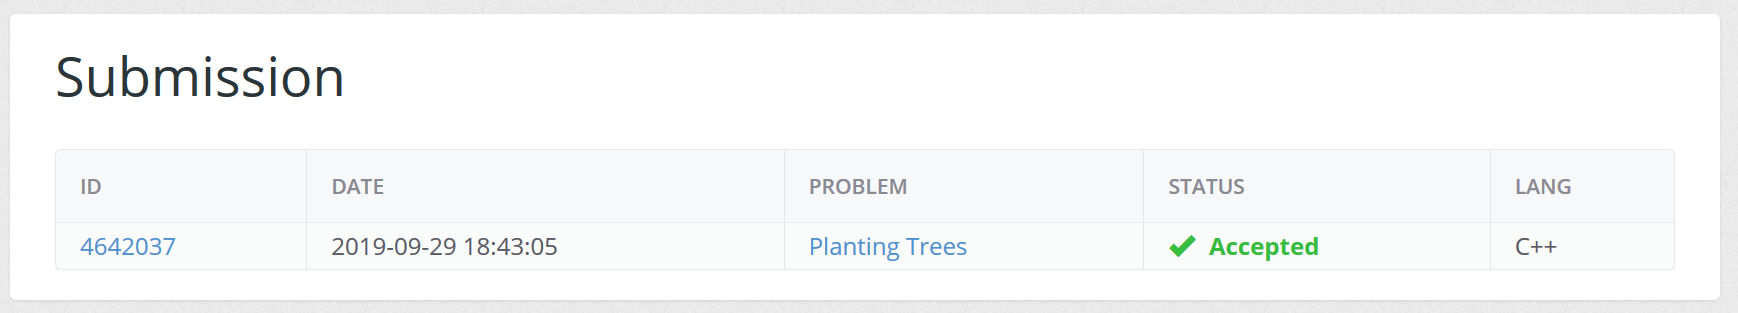 Submission
ID DATE PROBLEM STATUS LANG
4642037 2019-09-29 18:43:05 Planting Trees Accepted C++